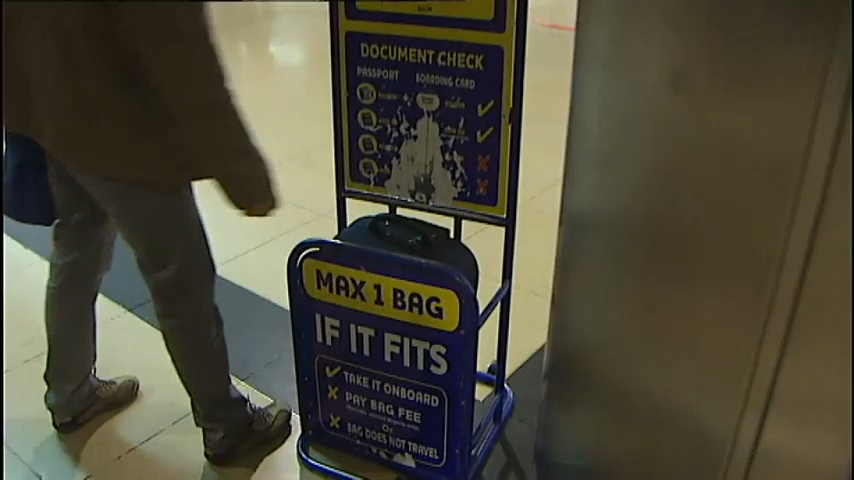 DOCUMENT CHECK
PASSPORT BOARDING CARD
MAX 1 BAG
IF IT FITS
TAKE IT ONBOARD
PAY BAG FEE
Or
BAG DOES NOT TRAVEL